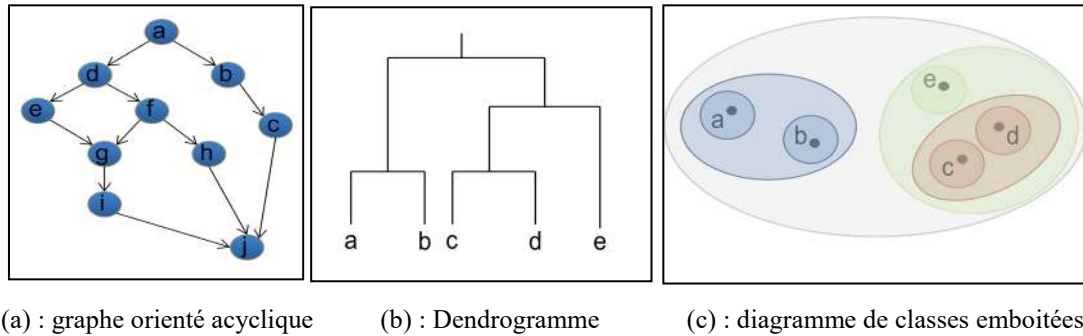 a
d b
e f c
g h
i
j
a b c d e
a b e d c
(a) : graphe orienté acyclique (b) : Dendrogramme (c) : diagramme de classes emboitées